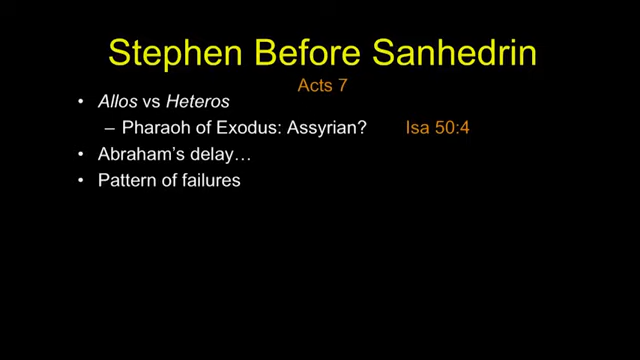 Stephen Before Sanhedrin
Acts 7
• Allos vs Heteros
– Pharaoh of Exodus: Assyrian? Isa 50:4
• Abraham's delay…
• Pattern of failures